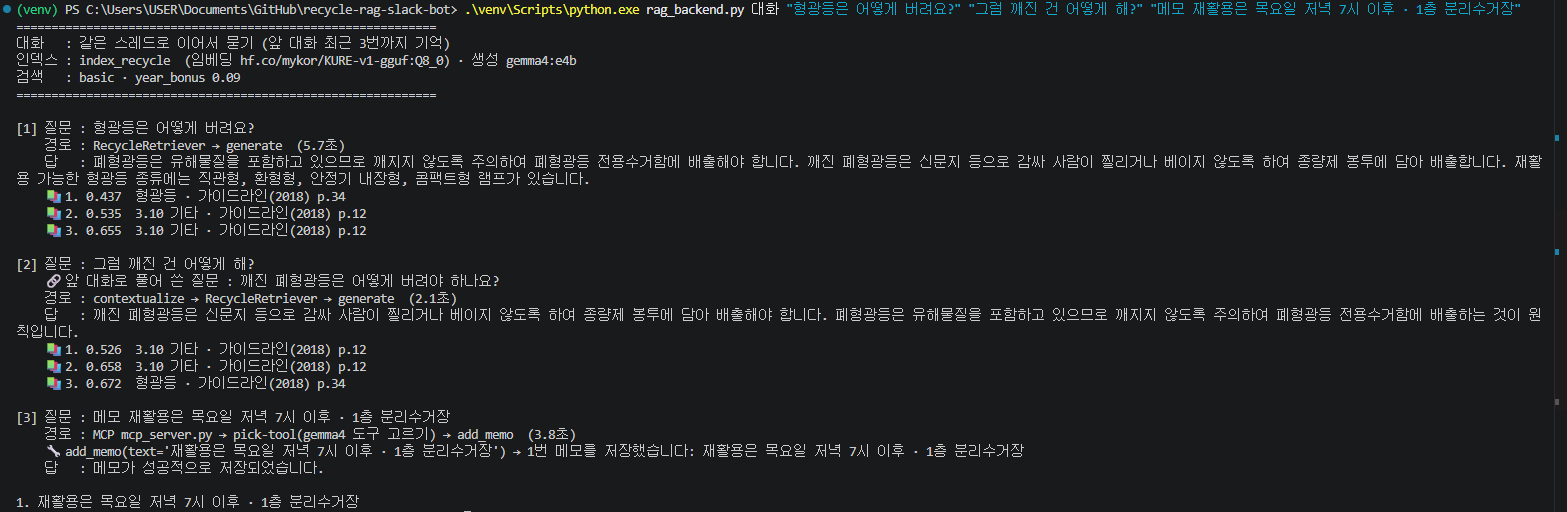 (venv) PS C:\Users\USER\Documents\GitHub\recycle-rag-slack-bot> .\venv\Scripts\python.exe rag_backend.py 대화 "형광등은 어떻게 버려요?" "그럼 깨진 건 어떻게 해?" "메모 재활용은 목요일 저녁 7시 이후 · 1층 분리수거장"
============================================================
대화 : 같은 스레드로 이어서 묻기 (앞 대화 최근 3번까지 기억)
인덱스 : index_recycle (임베딩 hf.co/mykor/KURE-v1-gguf:Q8_0) · 생성 gemma4:e4b
검색 : basic · year_bonus 0.09
============================================================
[1] 질문 : 형광등은 어떻게 버려요?
경로 : RecycleRetriever → generate (5.7초)
답 : 폐형광등은 유해물질을 포함하고 있으므로 깨지지 않도록 주의하여 폐형광등 전용수거함에 배출해야 합니다. 깨진 폐형광등은 신문지 등으로 감싸 사람이 찔리거나 베이지 않도록 하여 종량제 봉투에 담아 배출합니다. 재활
용 가능한 형광등 종류에는 직관형, 환형형, 안정기 내장형, 콤팩트형 램프가 있습니다.
1. 0.437 형광등 · 가이드라인(2018) p.34
2. 0.535 3.10 기타 · 가이드라인(2018) p.12
3. 0.655 3.10 기타 · 가이드라인(2018) p.12
[2] 질문 : 그럼 깨진 건 어떻게 해?
앞 대화로 풀어 쓴 질문 : 깨진 폐형광등은 어떻게 버려야 하나요?
경로 : contextualize → RecycleRetriever → generate (2.1초)
답 : 깨진 폐형광등은 신문지 등으로 감싸 사람이 찔리거나 베이지 않도록 하여 종량제 봉투에 담아 배출해야 합니다. 폐형광등은 유해물질을 포함하고 있으므로 깨지지 않도록 주의하여 폐형광등 전용수거함에 배출하는 것이 원
칙입니다.
1. 0.526 3.10 기타 · 가이드라인(2018) p.12
2. 0.658 3.10 기타 · 가이드라인(2018) p.12
3. 0.672 형광등 · 가이드라인(2018) p.34
[3] 질문 : 메모 재활용은 목요일 저녁 7시 이후 · 1층 분리수거장
경로 : MCP mcp_server.py → pick-tool(gemma4 도구 고르기) → add_memo (3.8초)
add_memo(text='재활용은 목요일 저녁 7시 이후 · 1층 분리수거장') → 1번 메모를 저장했습니다: 재활용은 목요일 저녁 7시 이후 · 1층 분리수거장
답 : 메모가 성공적으로 저장되었습니다.
1. 재활용은 목요일 저녁 7시 이후 · 1층 분리수거장